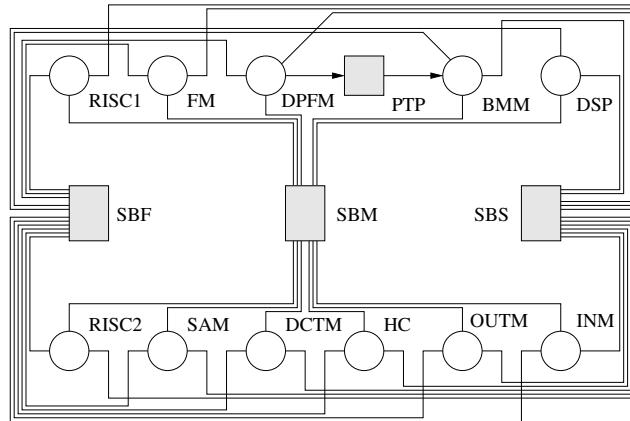 RISC1 FM DPFM PTP BMM DSP
SBF SBM SBS
RISC2 SAM DCTM HC OUTM INM